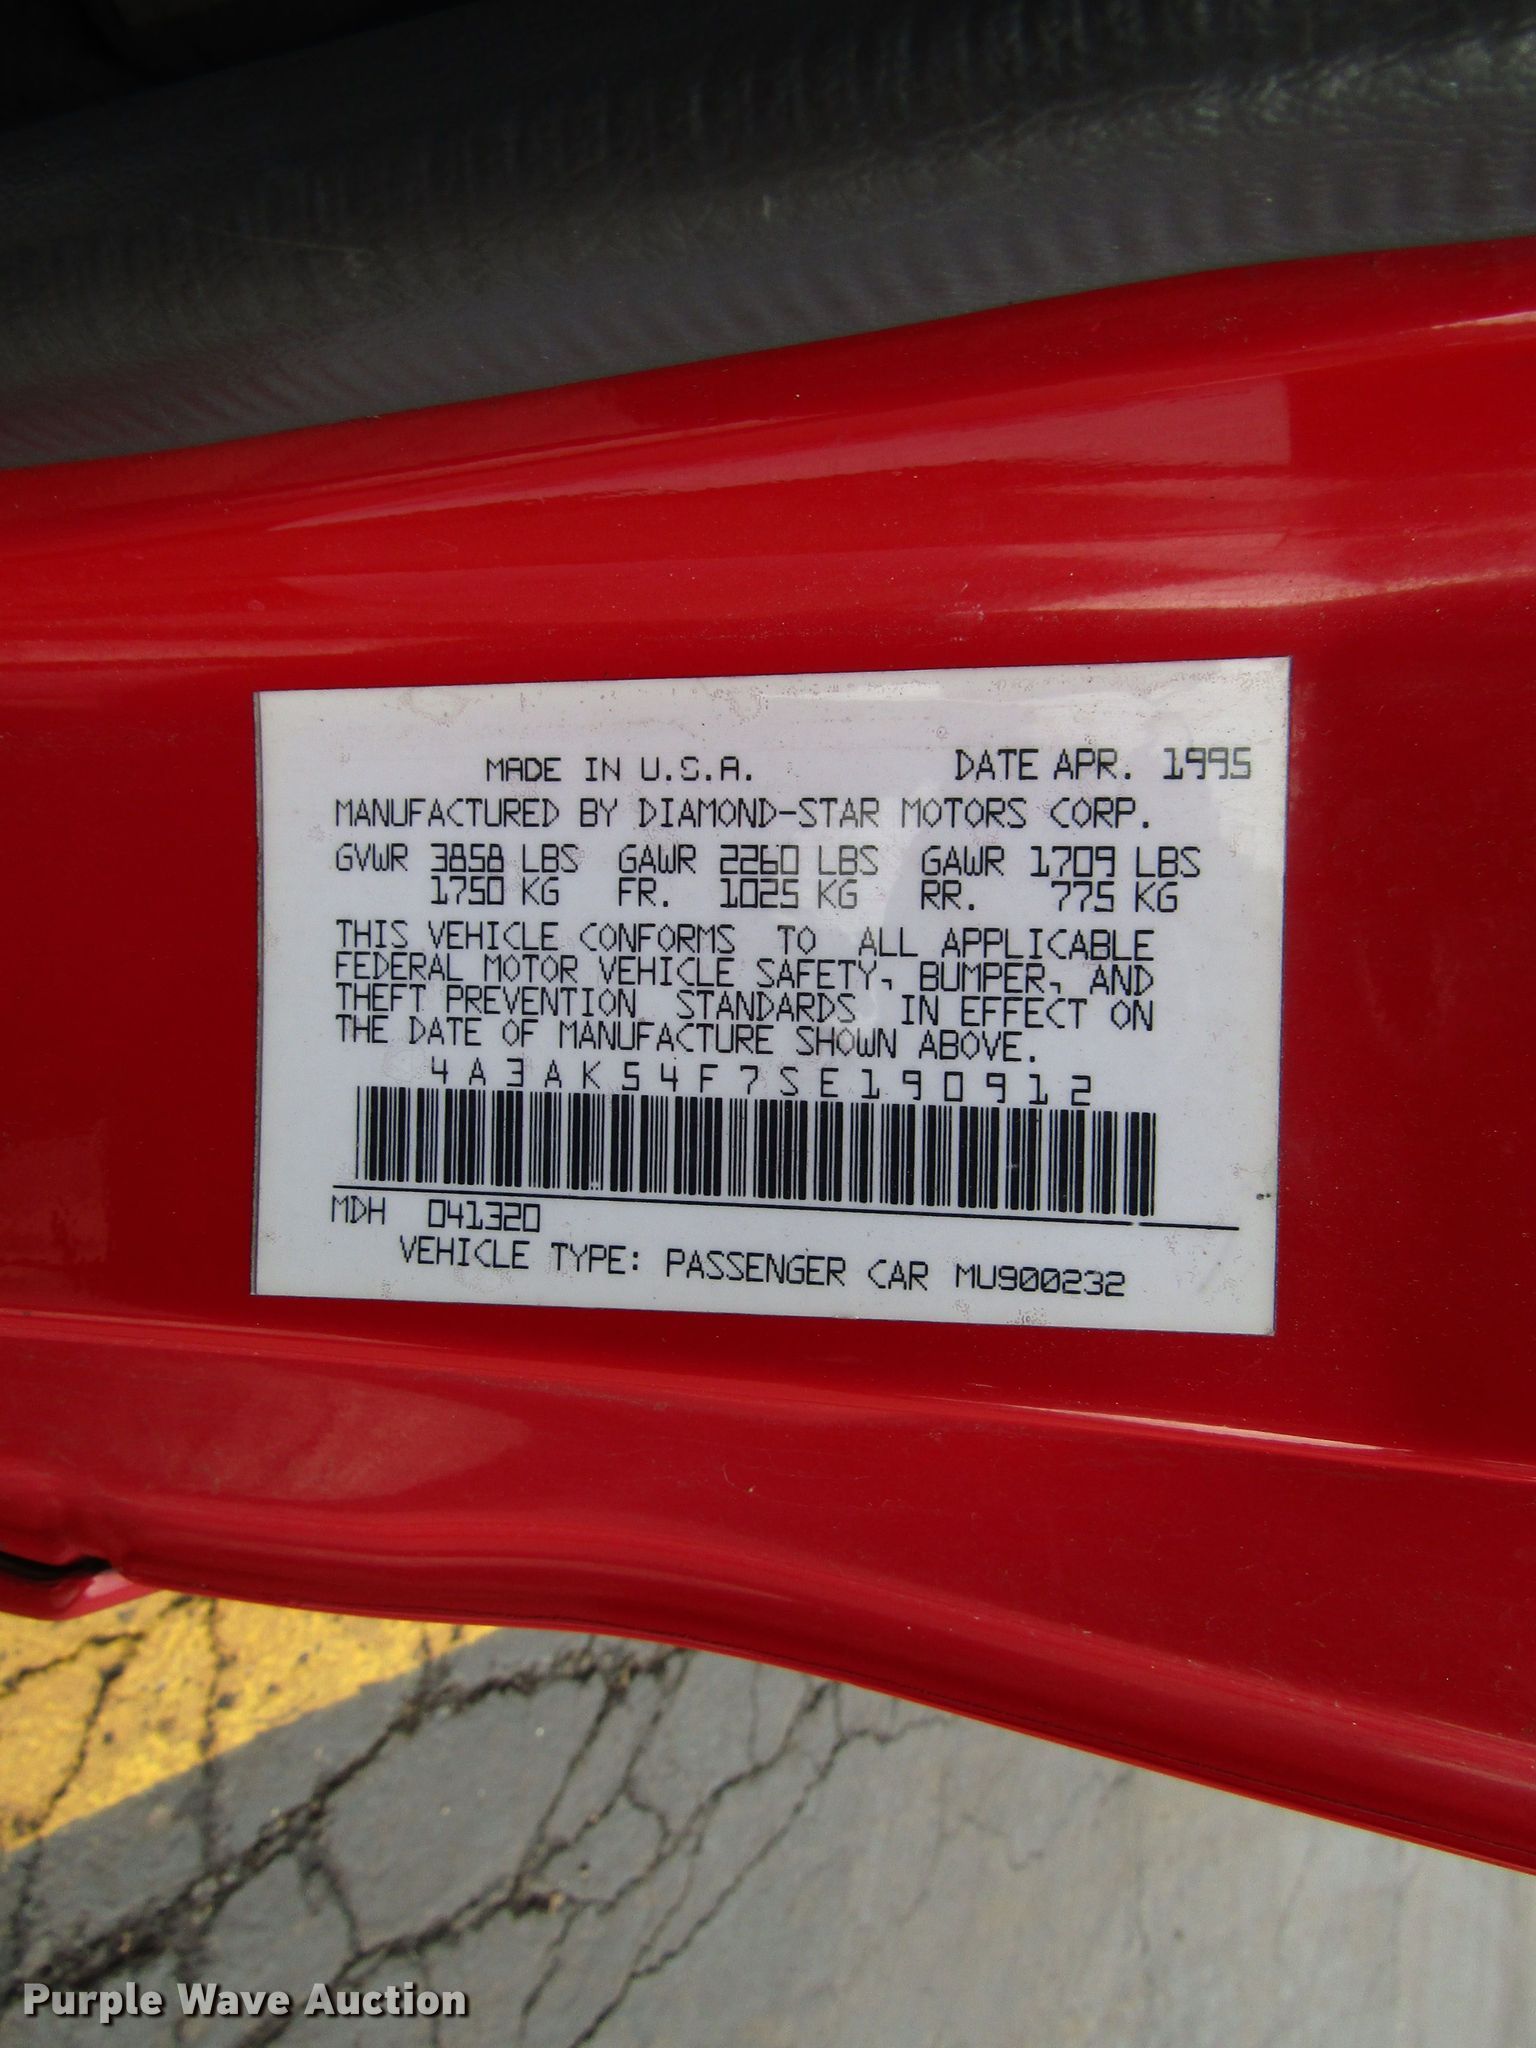 MADE IN U.S.A. DATE APR. 1995
MANUFACTURED BY DIAMOND-STAR MOTORS CORP.
GVWR 3858 LBS GAWR 2260 LBS GAWR 1709 LBS
1750 KG FR. 1025 KG RR. 775 KG
THIS VEHICLE CONFORMS TO ALL APPLICABLE
FEDERAL MOTOR VEHICLE SAFETY, BUMPER, AND
THEFT PREVENTION STANDARDS IN EFFECT ON
THE DATE OF MANUFACTURE SHOWN ABOVE.
4A3AK54F7SE190912
MDH 041320
VEHICLE TYPE: PASSENGER CAR MU900232
Purple Wave Auction